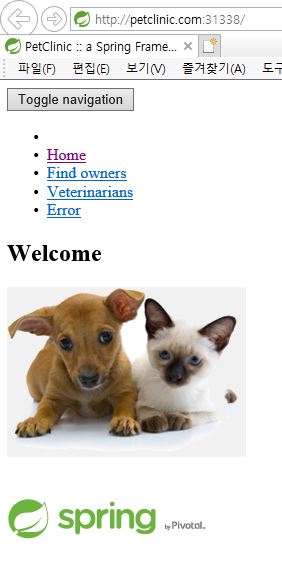 http://petclinic.com:31338/
PetClinic :: a Spring Frame...
파일(F) 편집(E) 보기(V) 즐겨찾기(A) 도구
Toggle navigation
Home
Find owners
Veterinarians
Error
Welcome
spring by Pivotal.